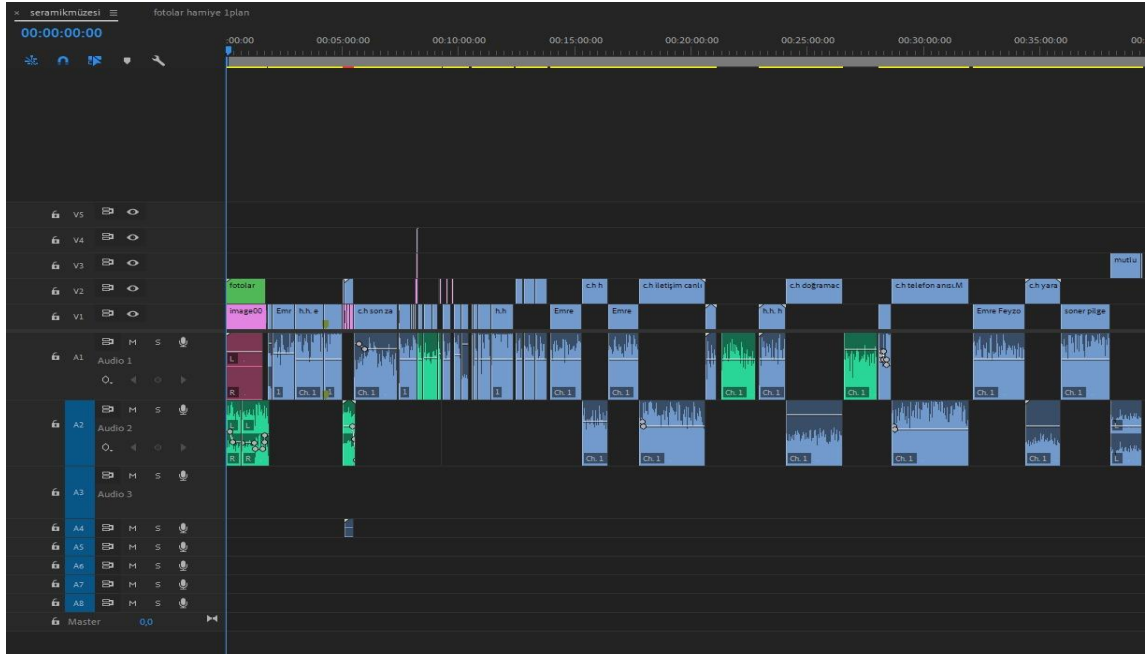 × seramikmüzesi ≡ fotolar hamiye 1plan
00:00:00:00
:00:00 00:05:00:00 00:10:00:00 00:15:00:00 00:20:00:00 00:25:00:00 00:30:00:00 00:35:00:00 00:
V5
V4
V3 mutlu
V2 fotolar c.h h c.h iletişim canlı c.h doğramac c.h telefon anısı.M c.h yara
V1 image00 Emr h.h. e c.h son za h.h Emre Emre h.h. h Emre Feyzo soner pilge
M S
A1 Audio 1 L
R 1 Ch. 1 1 Ch. 1 1 1 Ch. 1 Ch. 1 Ch. 1 Ch. 1 Ch. 1 Ch. 1 Ch. 1
M S
A2 Audio 2 L L L
R R Ch. 1 Ch. 1 Ch. 1 Ch. 1 Ch. 1 L
M S
A3 Audio 3
A4 M S
A5 M S
A6 M S
A7 M S
A8 M S
Master 0,0